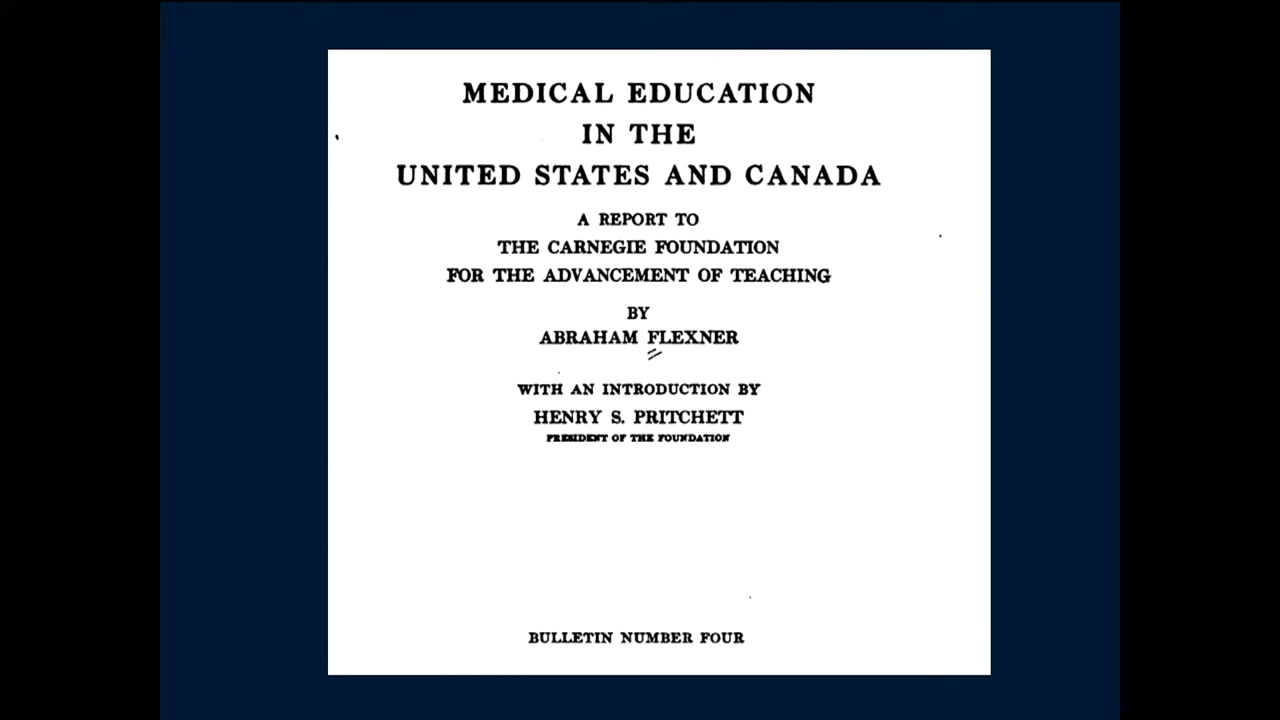 MEDICAL EDUCATION
IN THE
UNITED STATES AND CANADA
A REPORT TO
THE CARNEGIE FOUNDATION
FOR THE ADVANCEMENT OF TEACHING
BY
ABRAHAM FLEXNER
WITH AN INTRODUCTION BY
HENRY S. PRITCHETT
PRESIDENT OF THE FOUNDATION
BULLETIN NUMBER FOUR